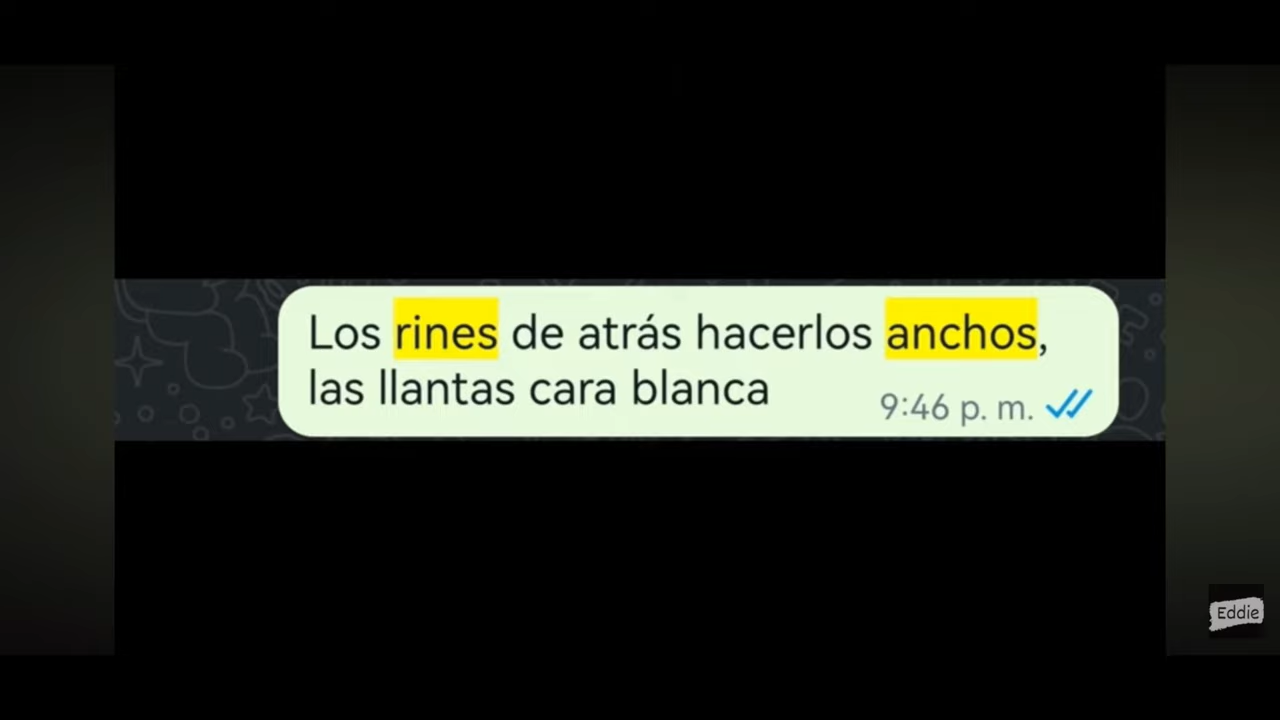 Los rines de atrás hacerlos anchos,
las llantas cara blanca
9:46 p. m.
Eddie